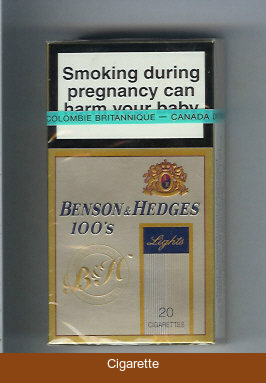 Smoking during
pregnancy can
harm your baby
COLOMBIE BRITANNIQUE — CANADA
BENSON & HEDGES
100's
Lights
B&H
20
CIGARETTES
Cigarette